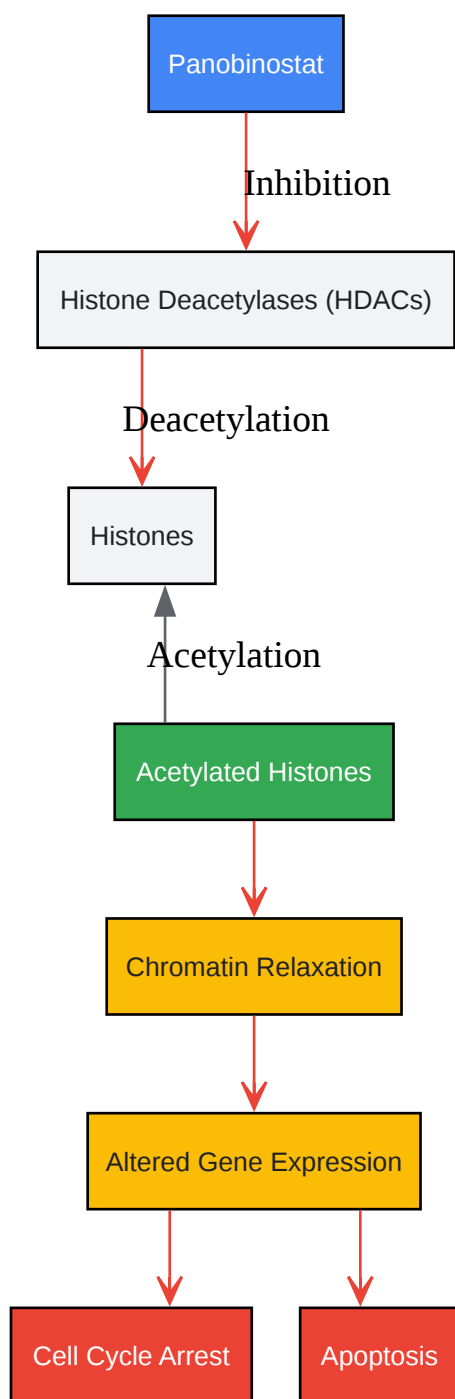 Panobinostat
Inhibition
Histone Deacetylases (HDACs)
Deacetylation
Histones
Acetylation
Acetylated Histones
Chromatin Relaxation
Altered Gene Expression
Cell Cycle Arrest
Apoptosis